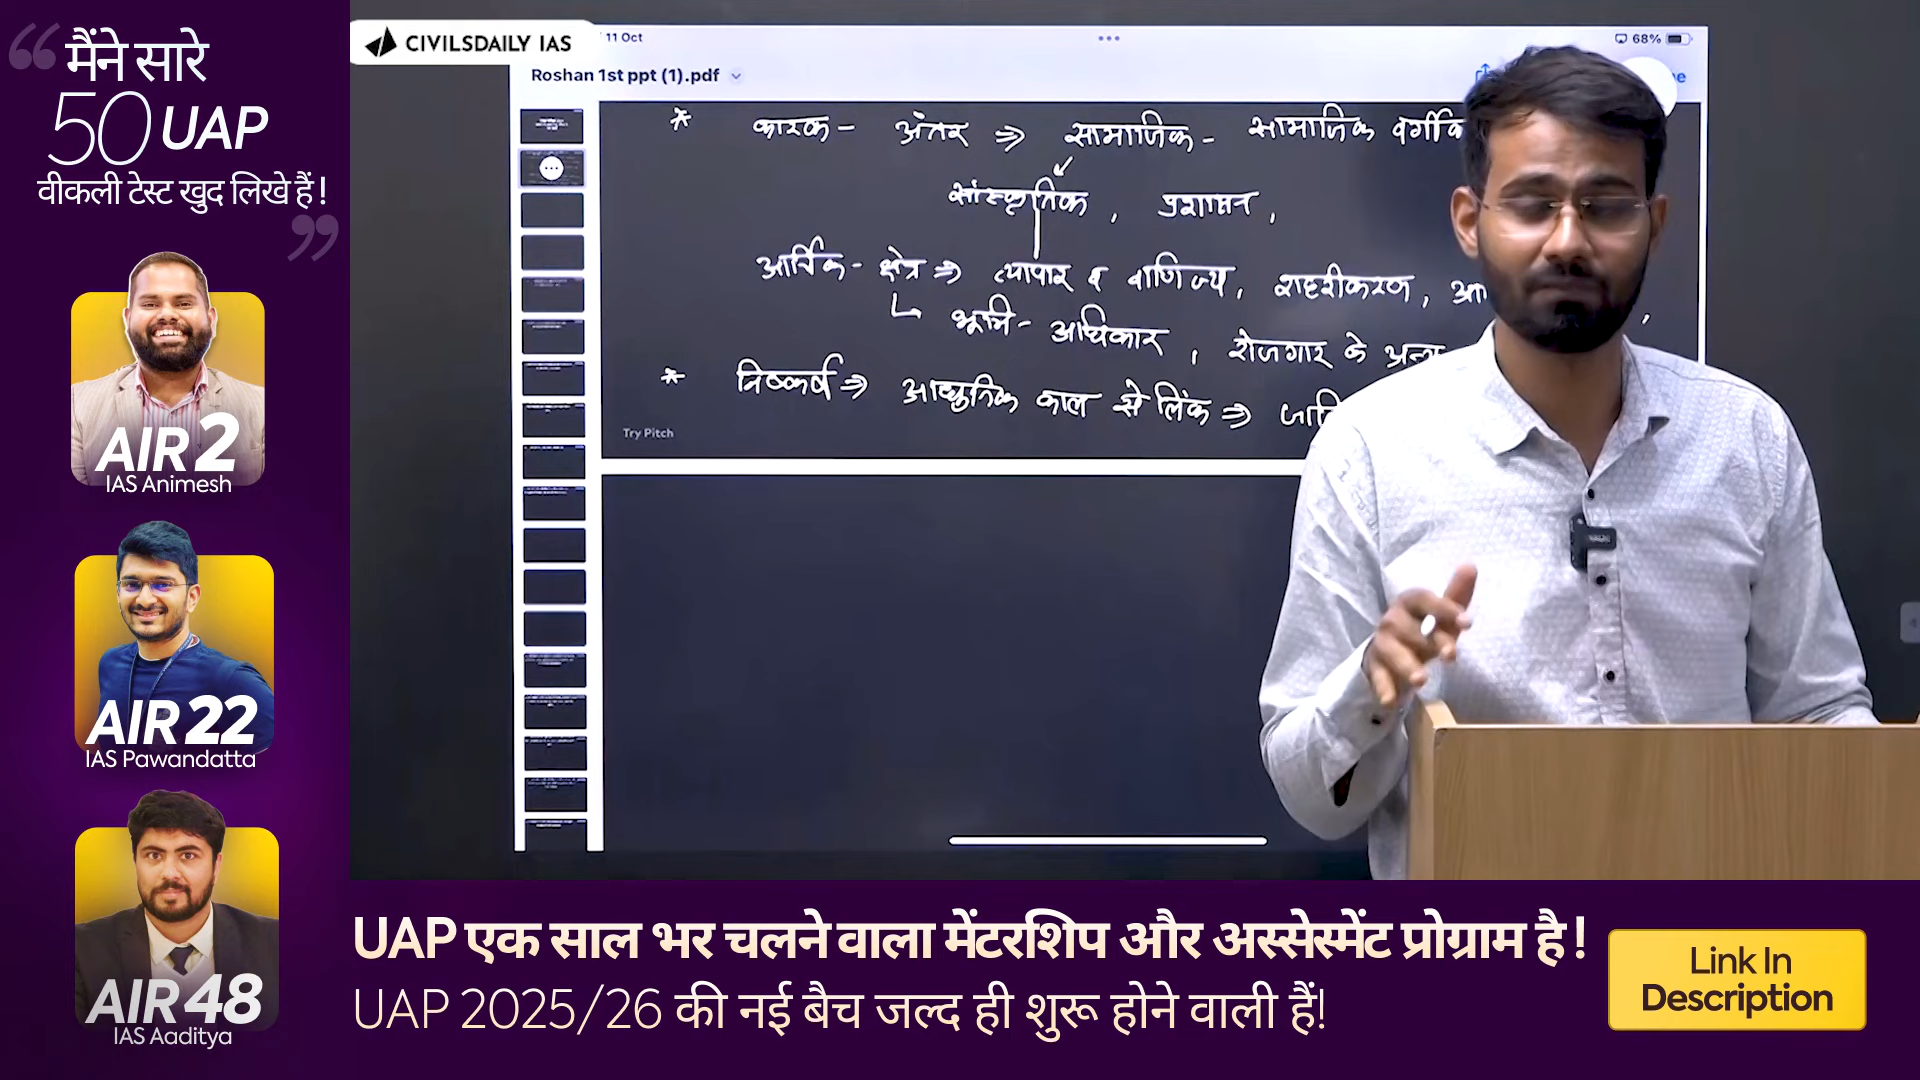 मैंने सारे
50 UAP
वीकली टेस्ट खुद लिखे हैं!
AIR 2
IAS Animesh
AIR 22
IAS Pawandatta
AIR 48
IAS Aaditya
CIVILSDAILY IAS
11 Oct
68%
Roshan 1st ppt (1).pdf
* कारक - अंतर ⇒ सामाजिक - सामाजिक
सांस्कृतिक, प्रशासन,
आर्थिक - क्षेत्र ⇒ व्यापार व वाणिज्य, शहरीकरण,
भूमि - अधिकार, रोजगार के अन्य
* निष्कर्ष ⇒ आधुनिक काल से लिंक ⇒
Try Pitch
UAP एक साल भर चलने वाला मेंटरशिप और अस्सेस्मेंट प्रोग्राम है!
UAP 2025/26 की नई बैच जल्द ही शुरू होने वाली हैं!
Link In
Description